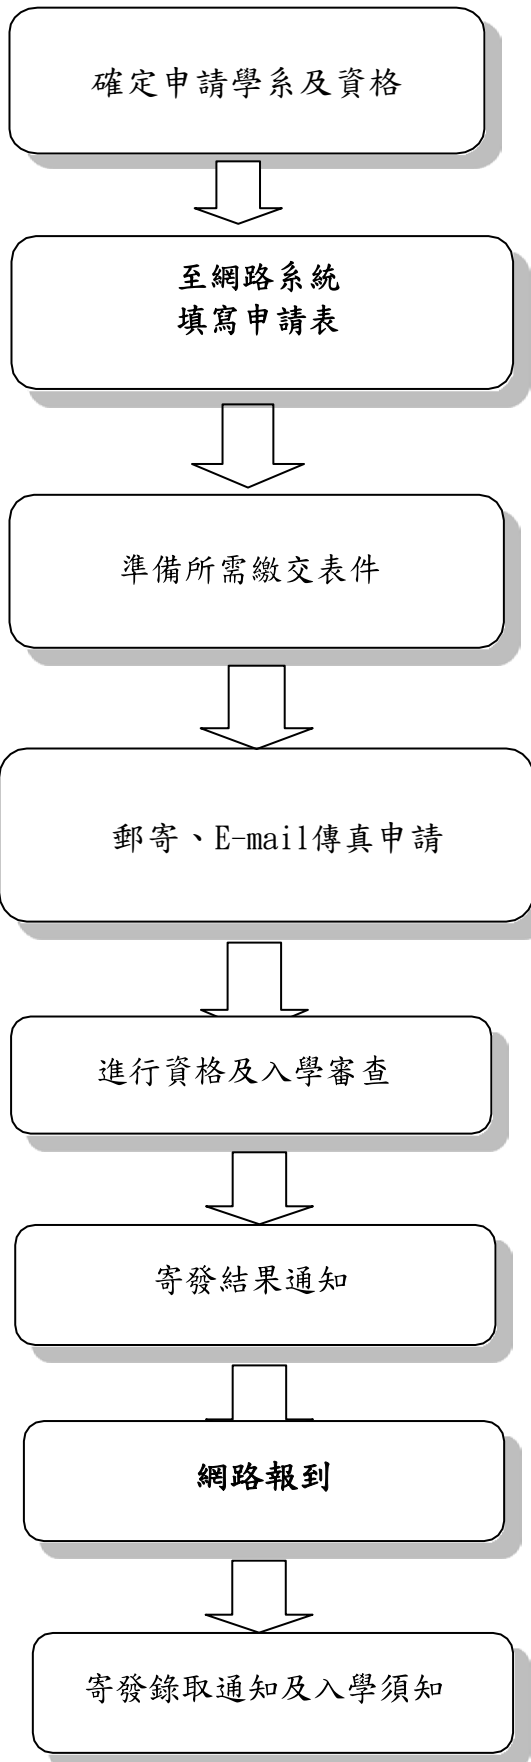 確定申請學系及資格
至網路系統
填寫申請表
準備所需繳交表件
郵寄、E-mail傳真申請
進行資格及入學審查
寄發結果通知
網路報到
寄發錄取通知及入學須知